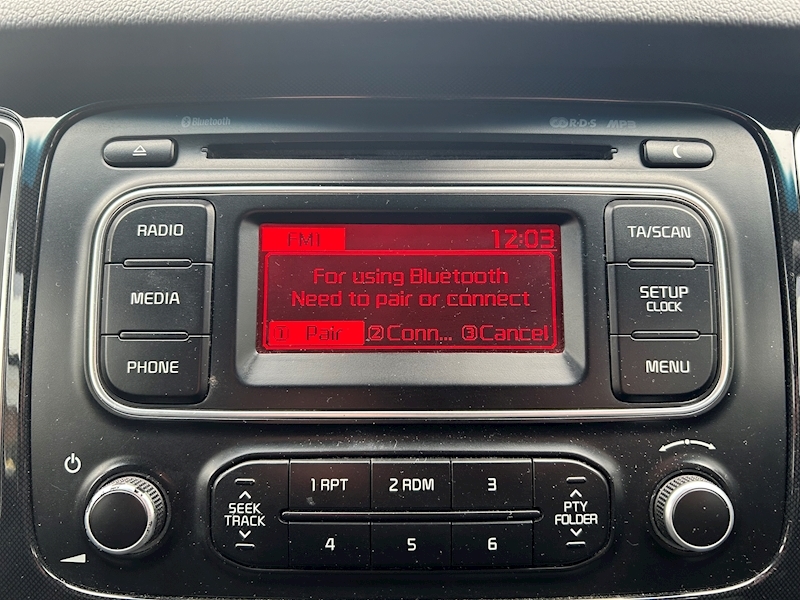 Bluetooth
R·D·S MP3
RADIO
MEDIA
PHONE
FM1 12:03
For using Bluetooth
Need to pair or connect
1 Pair 2 Conn... 3 Cancel
TA/SCAN
SETUP
CLOCK
MENU
SEEK
TRACK
1 RPT 2 RDM 3
4 5 6
PTY
FOLDER